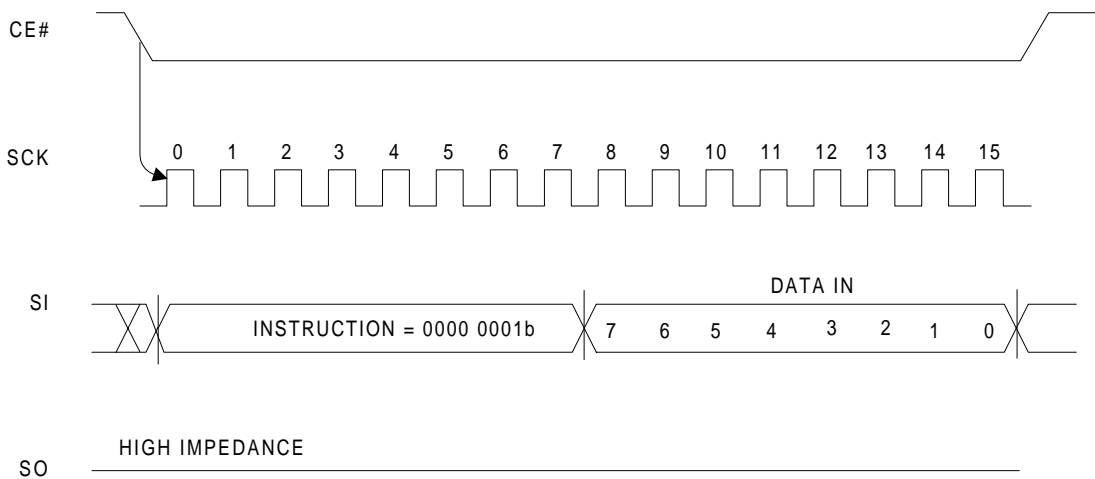 CE#
SCK
0 1 2 3 4 5 6 7 8 9 10 11 12 13 14 15
SI
DATA IN
INSTRUCTION = 0000 0001b
7 6 5 4 3 2 1 0
HIGH IMPEDANCE
SO